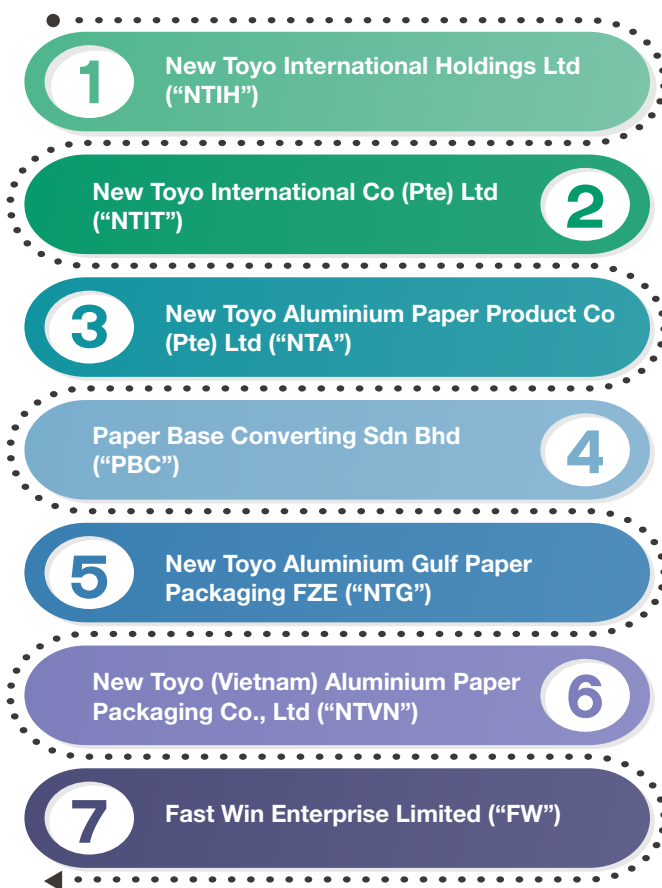 1
New Toyo International Holdings Ltd
(“NTIH”)
New Toyo International Co (Pte) Ltd
(“NTIT”)
2
3
New Toyo Aluminium Paper Product Co
(Pte) Ltd (“NTA”)
Paper Base Converting Sdn Bhd
(“PBC”)
4
5
New Toyo Aluminium Gulf Paper
Packaging FZE (“NTG”)
New Toyo (Vietnam) Aluminium Paper
Packaging Co., Ltd (“NTVN”)
6
7
Fast Win Enterprise Limited (“FW”)